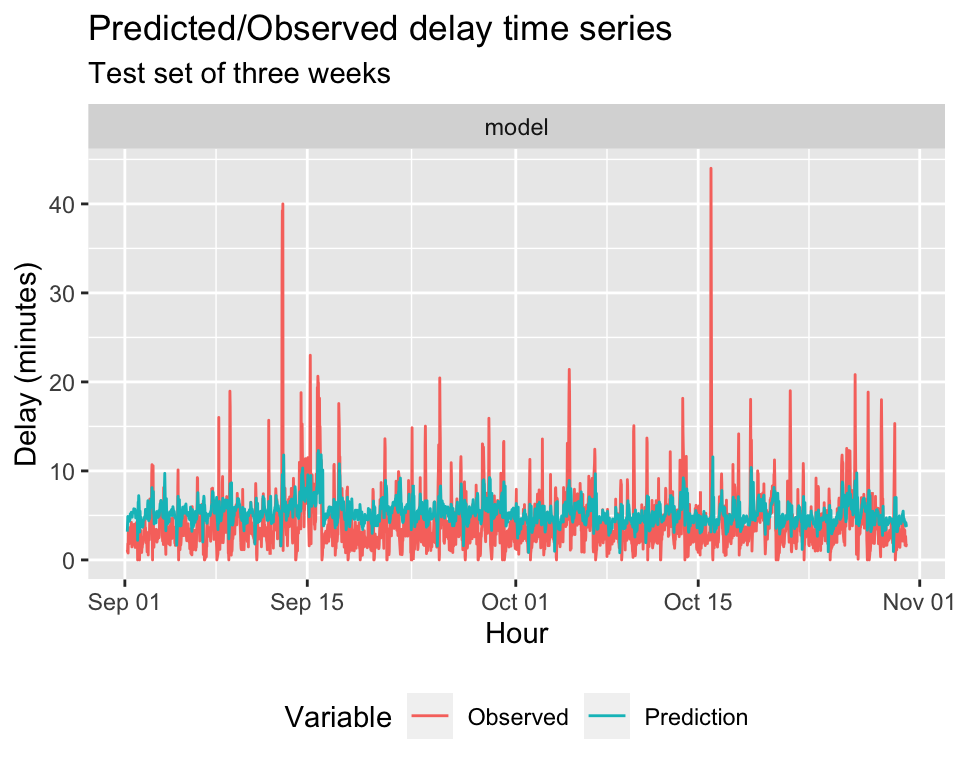 Predicted/Observed delay time series
Test set of three weeks
model
40
30
20
10
0
Delay (minutes)
Sep 01
Sep 15
Oct 01
Oct 15
Nov 01
Hour
Variable
Observed
Prediction